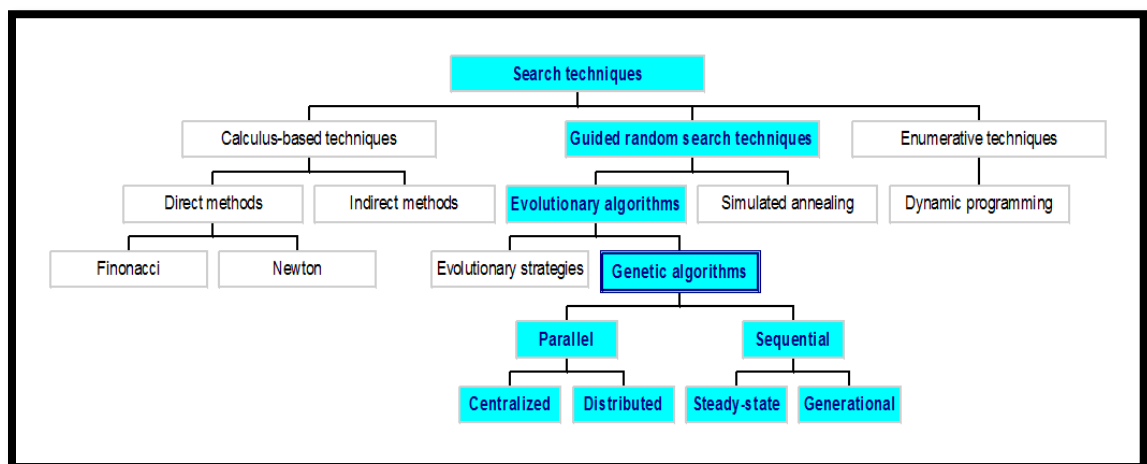 Search techniques
Calculus-based techniques
Guided random search techniques
Enumerative techniques
Direct methods
Indirect methods
Evolutionary algorithms
Simulated annealing
Dynamic programming
Finonacci
Newton
Evolutionary strategies
Genetic algorithms
Parallel
Sequential
Centralized
Distributed
Steady-state
Generational